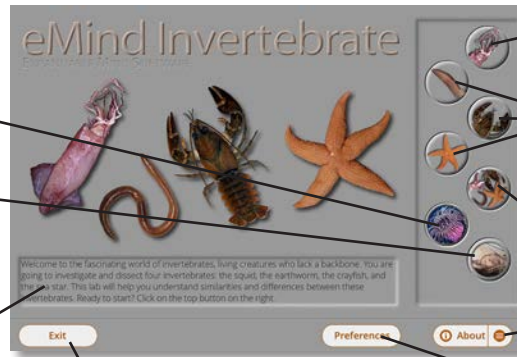 eMind Invertebrate
Welcome to the fascinating world of invertebrates, living creatures who lack a backbone. You are
going to investigate and dissect four invertebrates: the squid, the earthworm, the crayfish, and
the sea star. This lab will help you understand similarities and differences between these
invertebrates. Ready to start? Click on the top button on the right
Exit
Preferences
About